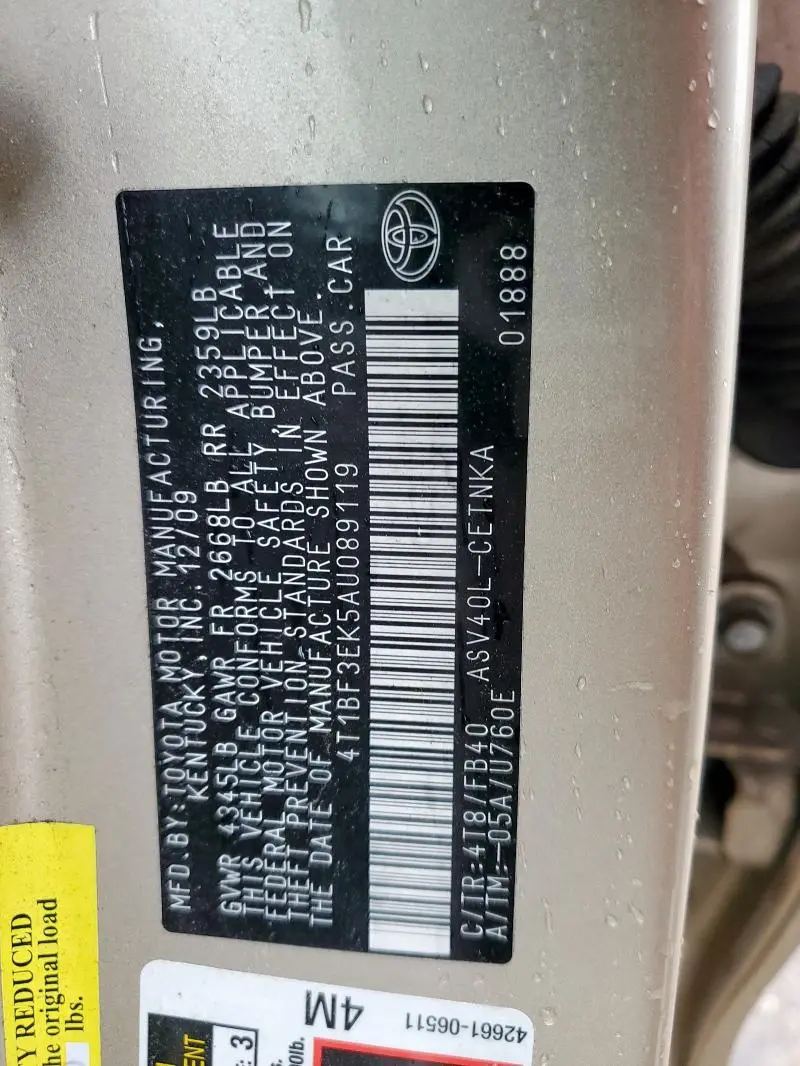 MFD.BY:TOYOTA MOTOR MANUFACTURING,
KENTUCKY, INC.12/09
GVWR 4345LB GAWR FR 2668LB RR 2359LB
THIS VEHICLE CONFORMS TO ALL APPLICABLE
FEDERAL MOTOR VEHICLE SAFETY, BUMPER AND
THEFT PREVENTION STANDARDS IN EFFECT ON
THE DATE OF MANUFACTURE SHOWN ABOVE.
4T1BF3EK5AU089119 PASS.CAR
C/TR:4T8/FB40 ASV40L-CETNKA
A/TM:-05A/U760E 01888
Y REDUCED
he original load
lbs.
4M
42661-06511
ENT
: 3
00lb.